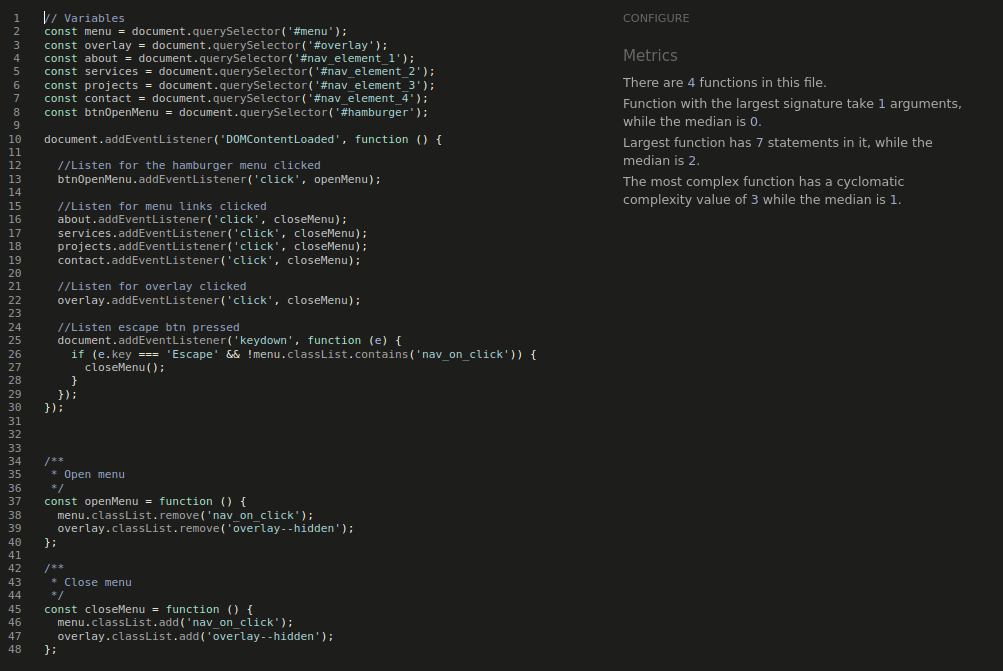 1 // Variables
2 const menu = document.querySelector('#menu');
3 const overlay = document.querySelector('#overlay');
4 const about = document.querySelector('#nav_element_1');
5 const services = document.querySelector('#nav_element_2');
6 const projects = document.querySelector('#nav_element_3');
7 const contact = document.querySelector('#nav_element_4');
8 const btnOpenMenu = document.querySelector('#hamburger');
9
10 document.addEventListener('DOMContentLoaded', function () {
11
12   //Listen for the hamburger menu clicked
13   btnOpenMenu.addEventListener('click', openMenu);
14
15   //Listen for menu links clicked
16   about.addEventListener('click', closeMenu);
17   services.addEventListener('click', closeMenu);
18   projects.addEventListener('click', closeMenu);
19   contact.addEventListener('click', closeMenu);
20
21   //Listen for overlay clicked
22   overlay.addEventListener('click', closeMenu);
23
24   //Listen escape btn pressed
25   document.addEventListener('keydown', function (e) {
26     if (e.key === 'Escape' && !menu.classList.contains('nav_on_click')) {
27       closeMenu();
28     }
29   });
30 });
31
32
33
34 /**
35  * Open menu
36  */
37 const openMenu = function () {
38   menu.classList.remove('nav_on_click');
39   overlay.classList.remove('overlay--hidden');
40 };
41
42 /**
43  * Close menu
44  */
45 const closeMenu = function () {
46   menu.classList.add('nav_on_click');
47   overlay.classList.add('overlay--hidden');
48 };
CONFIGURE
Metrics
There are 4 functions in this file.
Function with the largest signature take 1 arguments,
while the median is 0.
Largest function has 7 statements in it, while the
median is 2.
The most complex function has a cyclomatic
complexity value of 3 while the median is 1.